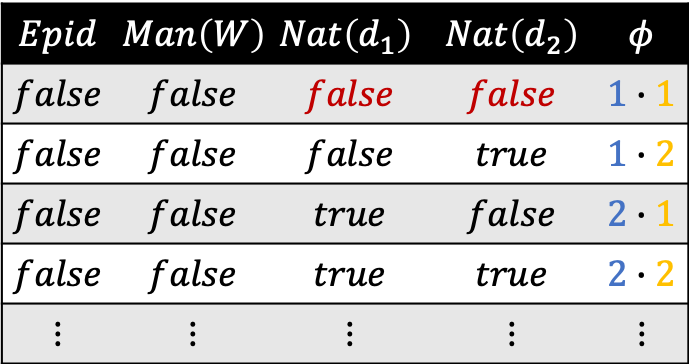 Epid Man(W) Nat(d₁) Nat(d₂) ϕ
false false false false 1 · 1
false false false true 1 · 2
false false true false 2 · 1
false false true true 2 · 2
⋮ ⋮ ⋮ ⋮ ⋮